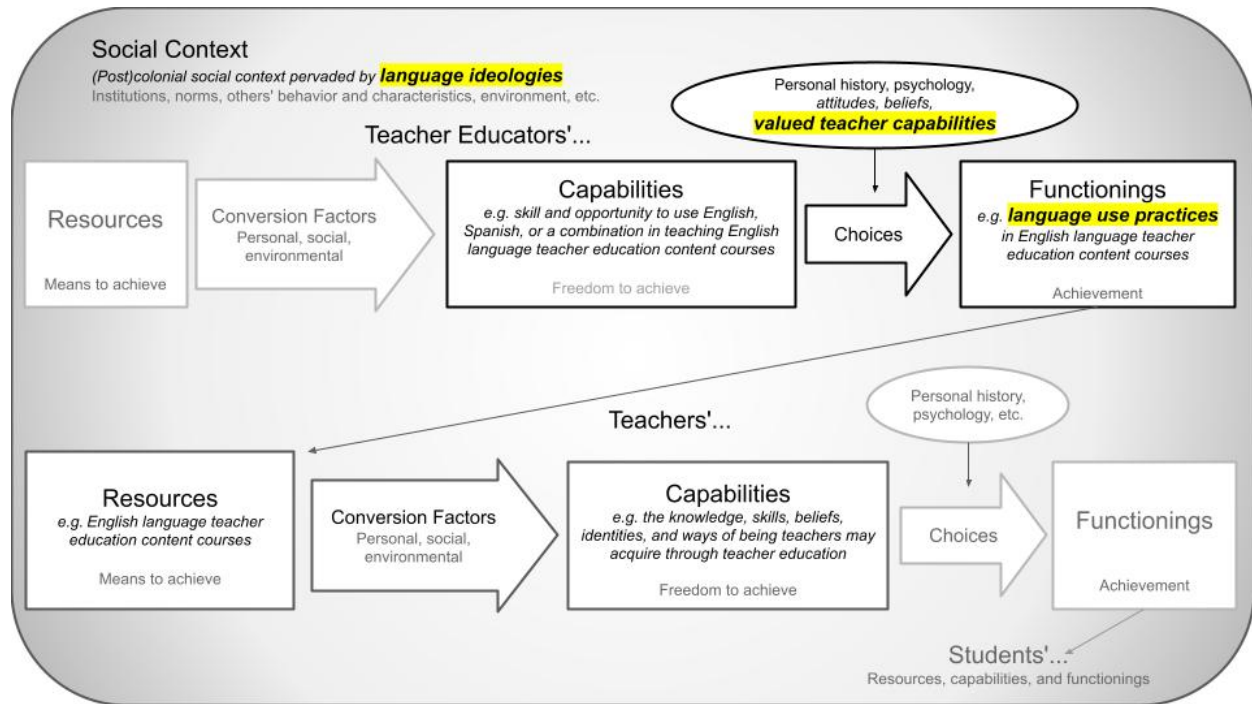 Social Context
(Post)colonial social context pervaded by language ideologies
Institutions, norms, others' behavior and characteristics, environment, etc.
Personal history, psychology,
attitudes, beliefs,
valued teacher capabilities
Teacher Educators'...
Resources
Means to achieve
Conversion Factors
Personal, social,
environmental
Capabilities
e.g. skill and opportunity to use English,
Spanish, or a combination in teaching English
language teacher education content courses
Freedom to achieve
Choices
Functionings
e.g. language use practices
in English language teacher
education content courses
Achievement
Teachers'...
Personal history,
psychology, etc.
Resources
e.g. English language teacher
education content courses
Means to achieve
Conversion Factors
Personal, social,
environmental
Capabilities
e.g. the knowledge, skills, beliefs,
identities, and ways of being teachers may
acquire through teacher education
Freedom to achieve
Choices
Functionings
Achievement
Students'...
Resources, capabilities, and functionings